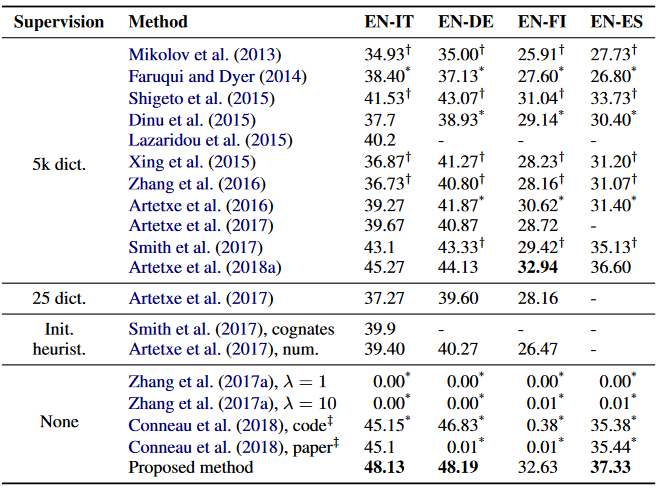 Supervision Method EN-IT EN-DE EN-FI EN-ES
Mikolov et al. (2013) 34.93† 35.00† 25.91† 27.73†
Faruqui and Dyer (2014) 38.40* 37.13* 27.60* 26.80*
Shigeto et al. (2015) 41.53† 43.07† 31.04† 33.73†
Dinu et al. (2015) 37.7 38.93* 29.14* 30.40*
Lazaridou et al. (2015) 40.2 - - -
5k dict. Xing et al. (2015) 36.87† 41.27† 28.23† 31.20†
Zhang et al. (2016) 36.73† 40.80† 28.16† 31.07†
Artetxe et al. (2016) 39.27 41.87* 30.62* 31.40*
Artetxe et al. (2017) 39.67 40.87 28.72 -
Smith et al. (2017) 43.1 43.33† 29.42† 35.13†
Artetxe et al. (2018a) 45.27 44.13 32.94 36.60
25 dict. Artetxe et al. (2017) 37.27 39.60 28.16 -
Init. Smith et al. (2017), cognates 39.9 - - -
heurist. Artetxe et al. (2017), num. 39.40 40.27 26.47 -
Zhang et al. (2017a), λ = 1 0.00* 0.00* 0.00* 0.00*
Zhang et al. (2017a), λ = 10 0.00* 0.00* 0.01* 0.01*
None Conneau et al. (2018), code‡ 45.15* 46.83* 0.38* 35.38*
Conneau et al. (2018), paper‡ 45.1 0.01* 0.01* 35.44*
Proposed method 48.13 48.19 32.63 37.33